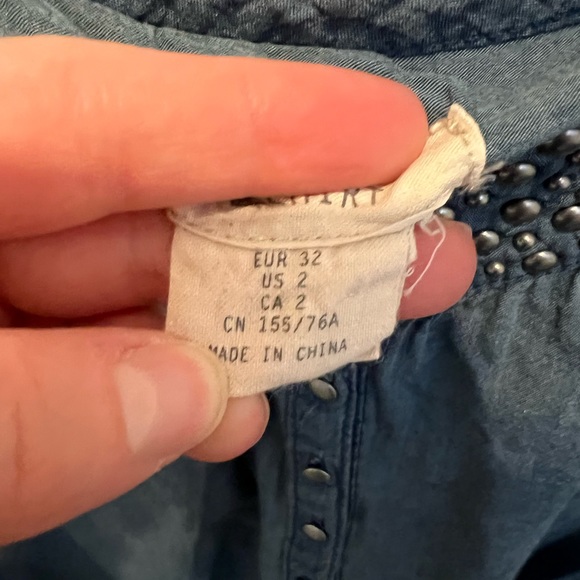 EUR 32
US 2
CA 2
CN 155/76A
MADE IN CHINA